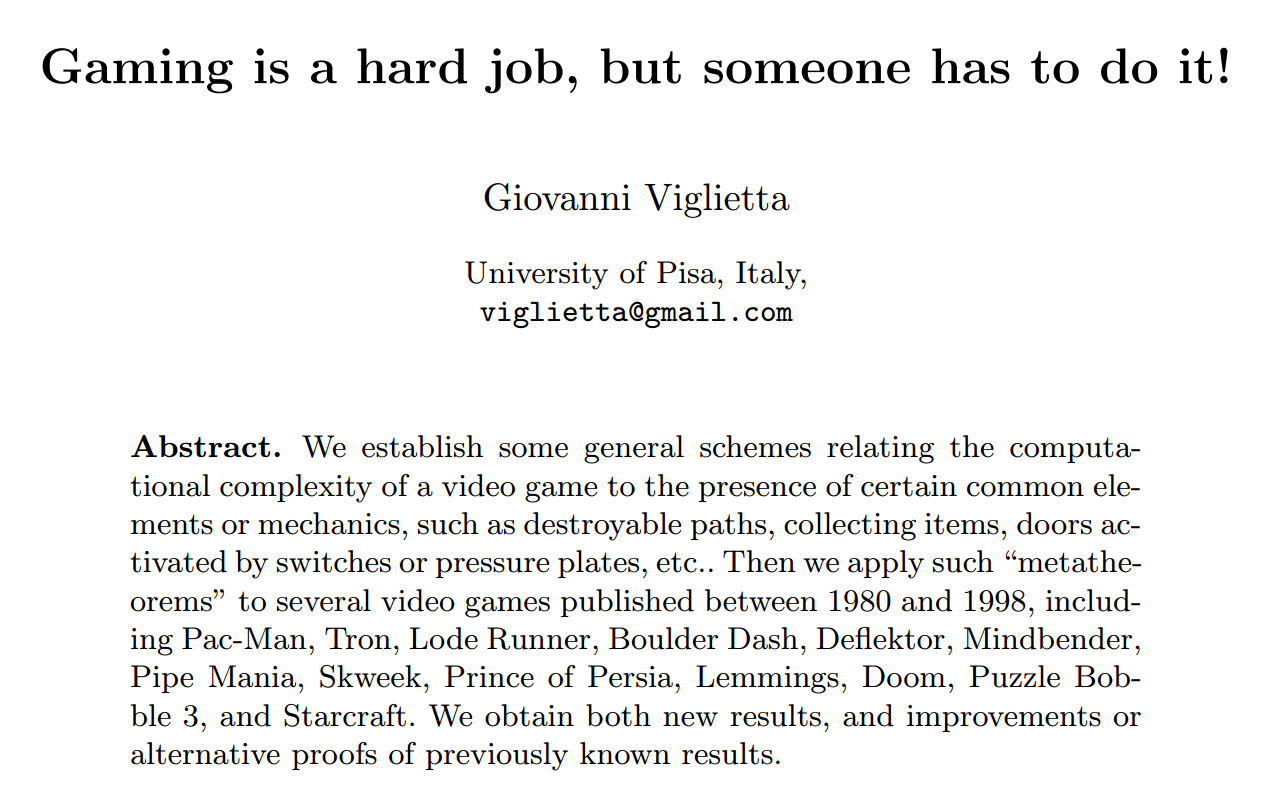 Gaming is a hard job, but someone has to do it!
Giovanni Viglietta
University of Pisa, Italy,
viglietta@gmail.com
Abstract. We establish some general schemes relating the computa-
tional complexity of a video game to the presence of certain common ele-
ments or mechanics, such as destroyable paths, collecting items, doors ac-
tivated by switches or pressure plates, etc.. Then we apply such “metathe-
orems” to several video games published between 1980 and 1998, includ-
ing Pac-Man, Tron, Lode Runner, Boulder Dash, Deflektor, Mindbender,
Pipe Mania, Skweek, Prince of Persia, Lemmings, Doom, Puzzle Bob-
ble 3, and Starcraft. We obtain both new results, and improvements or
alternative proofs of previously known results.